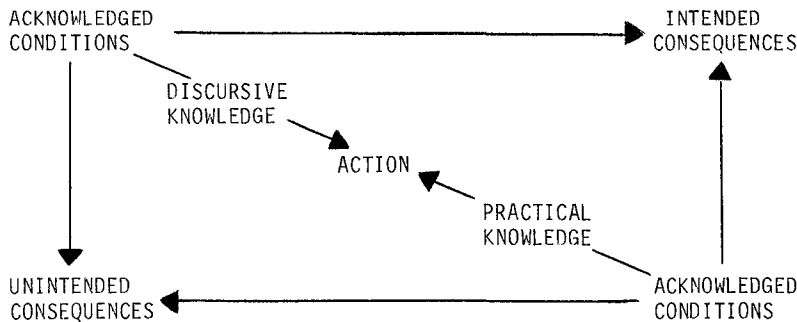 ACKNOWLEDGED
CONDITIONS
INTENDED
CONSEQUENCES
DISCURSIVE
KNOWLEDGE
ACTION
PRACTICAL
KNOWLEDGE
UNINTENDED
CONSEQUENCES
ACKNOWLEDGED
CONDITIONS